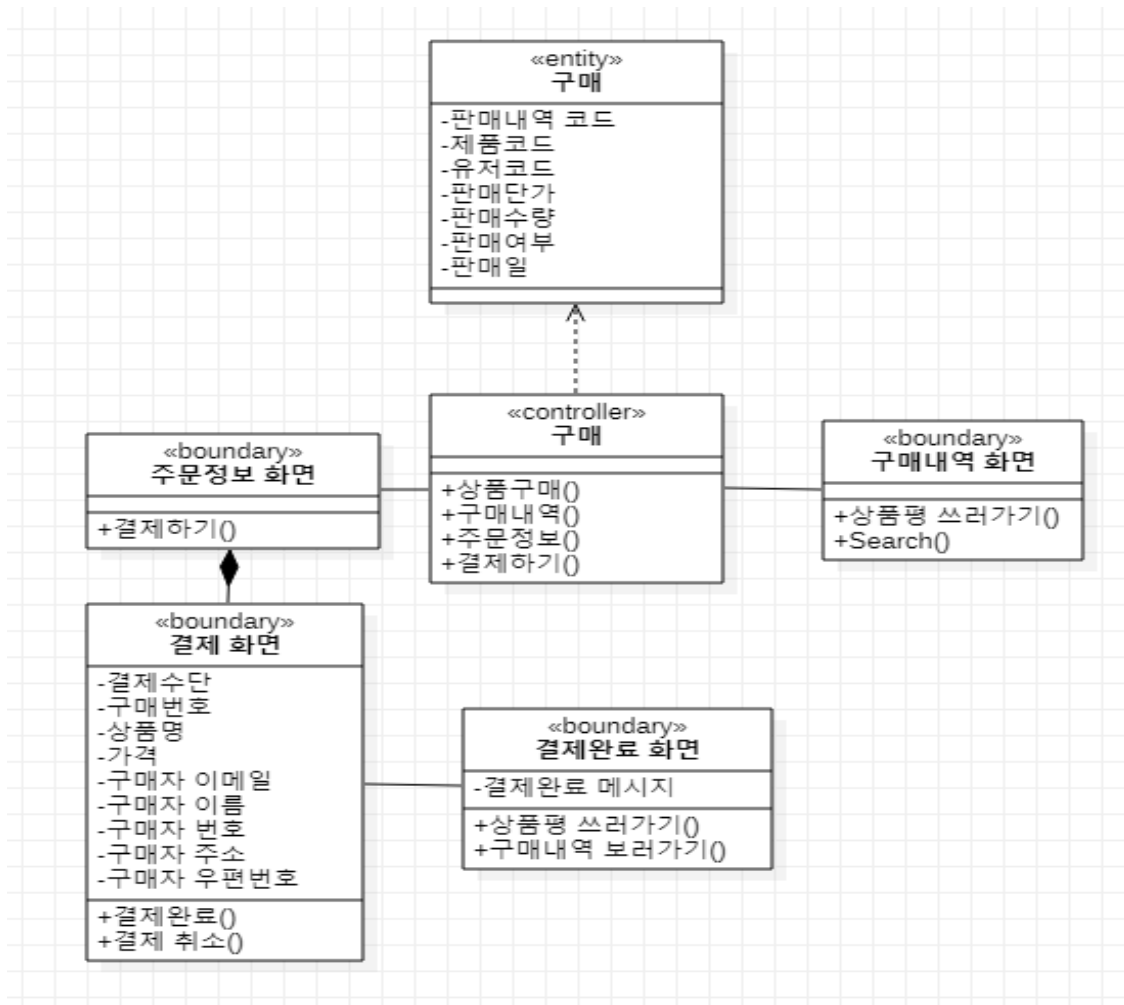 «entity»
구매
-판매내역 코드
-제품코드
-유저코드
-판매단가
-판매수량
-판매여부
-판매일
«controller»
구매
+상품구매()
+구매내역()
+주문정보()
+결제하기()
«boundary»
주문정보 화면
+결제하기()
«boundary»
구매내역 화면
+상품평 쓰러가기()
+Search()
«boundary»
결제 화면
-결제수단
-구매번호
-상품명
-가격
-구매자 이메일
-구매자 이름
-구매자 번호
-구매자 주소
-구매자 우편번호
+결제완료()
+결제 취소()
«boundary»
결제완료 화면
-결제완료 메시지
+상품평 쓰러가기()
+구매내역 보러가기()